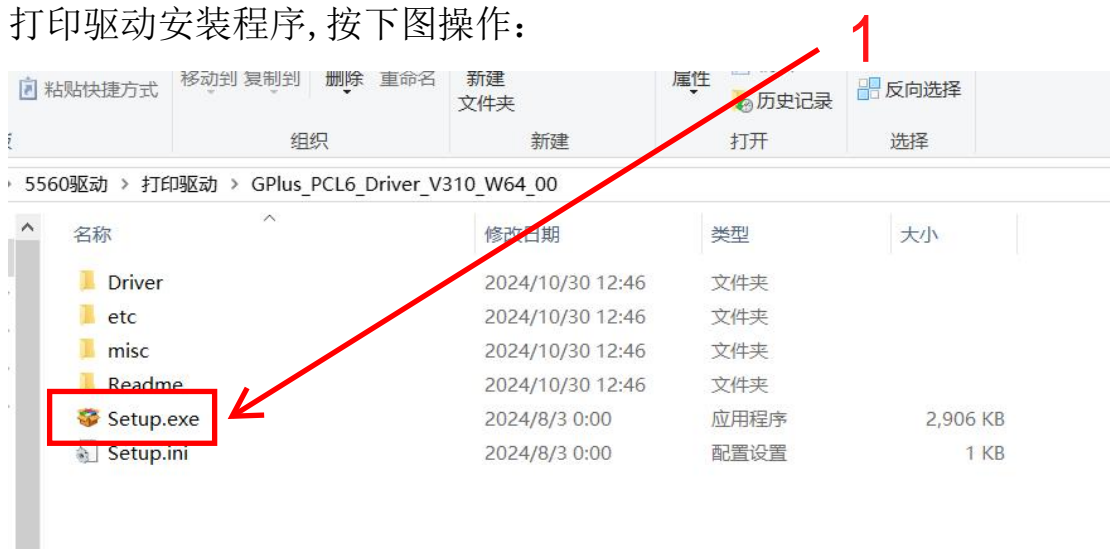 打印驱动安装程序,按下图操作：
1
粘贴快捷方式 移动到 复制到 删除 重命名 新建 属性
文件夹 历史记录 反向选择
组织 新建 打开 选择
5560驱动 > 打印驱动 > GPlus_PCL6_Driver_V310_W64_00
名称 修改日期 类型 大小
Driver 2024/10/30 12:46 文件夹
etc 2024/10/30 12:46 文件夹
misc 2024/10/30 12:46 文件夹
Readme 2024/10/30 12:46 文件夹
Setup.exe 2024/8/3 0:00 应用程序 2,906 KB
Setup.ini 2024/8/3 0:00 配置设置 1 KB